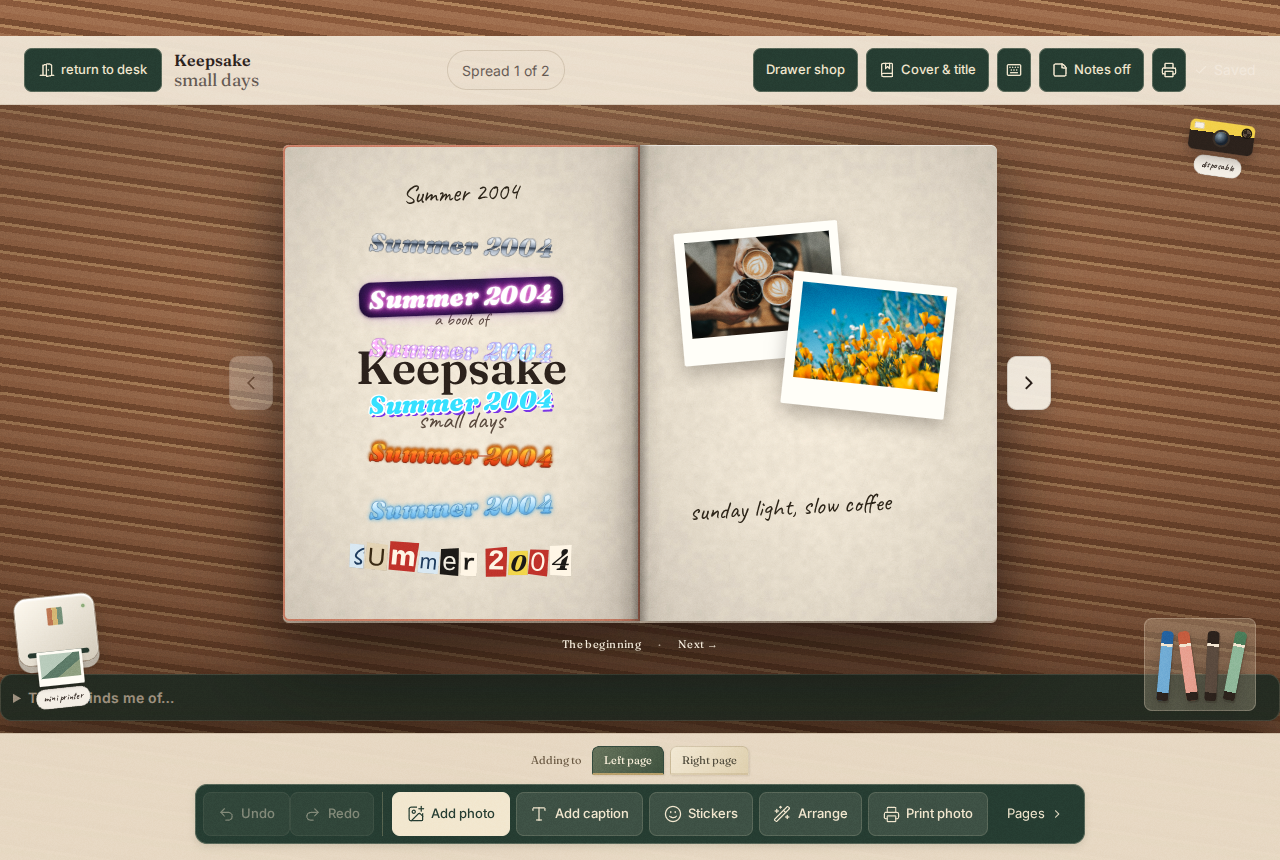 return to desk
Keepsake
small days
Spread 1 of 2
Drawer shop
Cover & title
Notes off
Saved
disposable
Summer 2004
Summer 2004
Summer 2004
a book of
Summer 2004
Keepsake
Summer 2004
small days
Summer 2004
Summer 2004
Summer 2004
sunday light, slow coffee
The beginning · Next →
mini printer
inds me of...
Adding to
Left page
Right page
Undo
Redo
Add photo
Add caption
Stickers
Arrange
Print photo
Pages